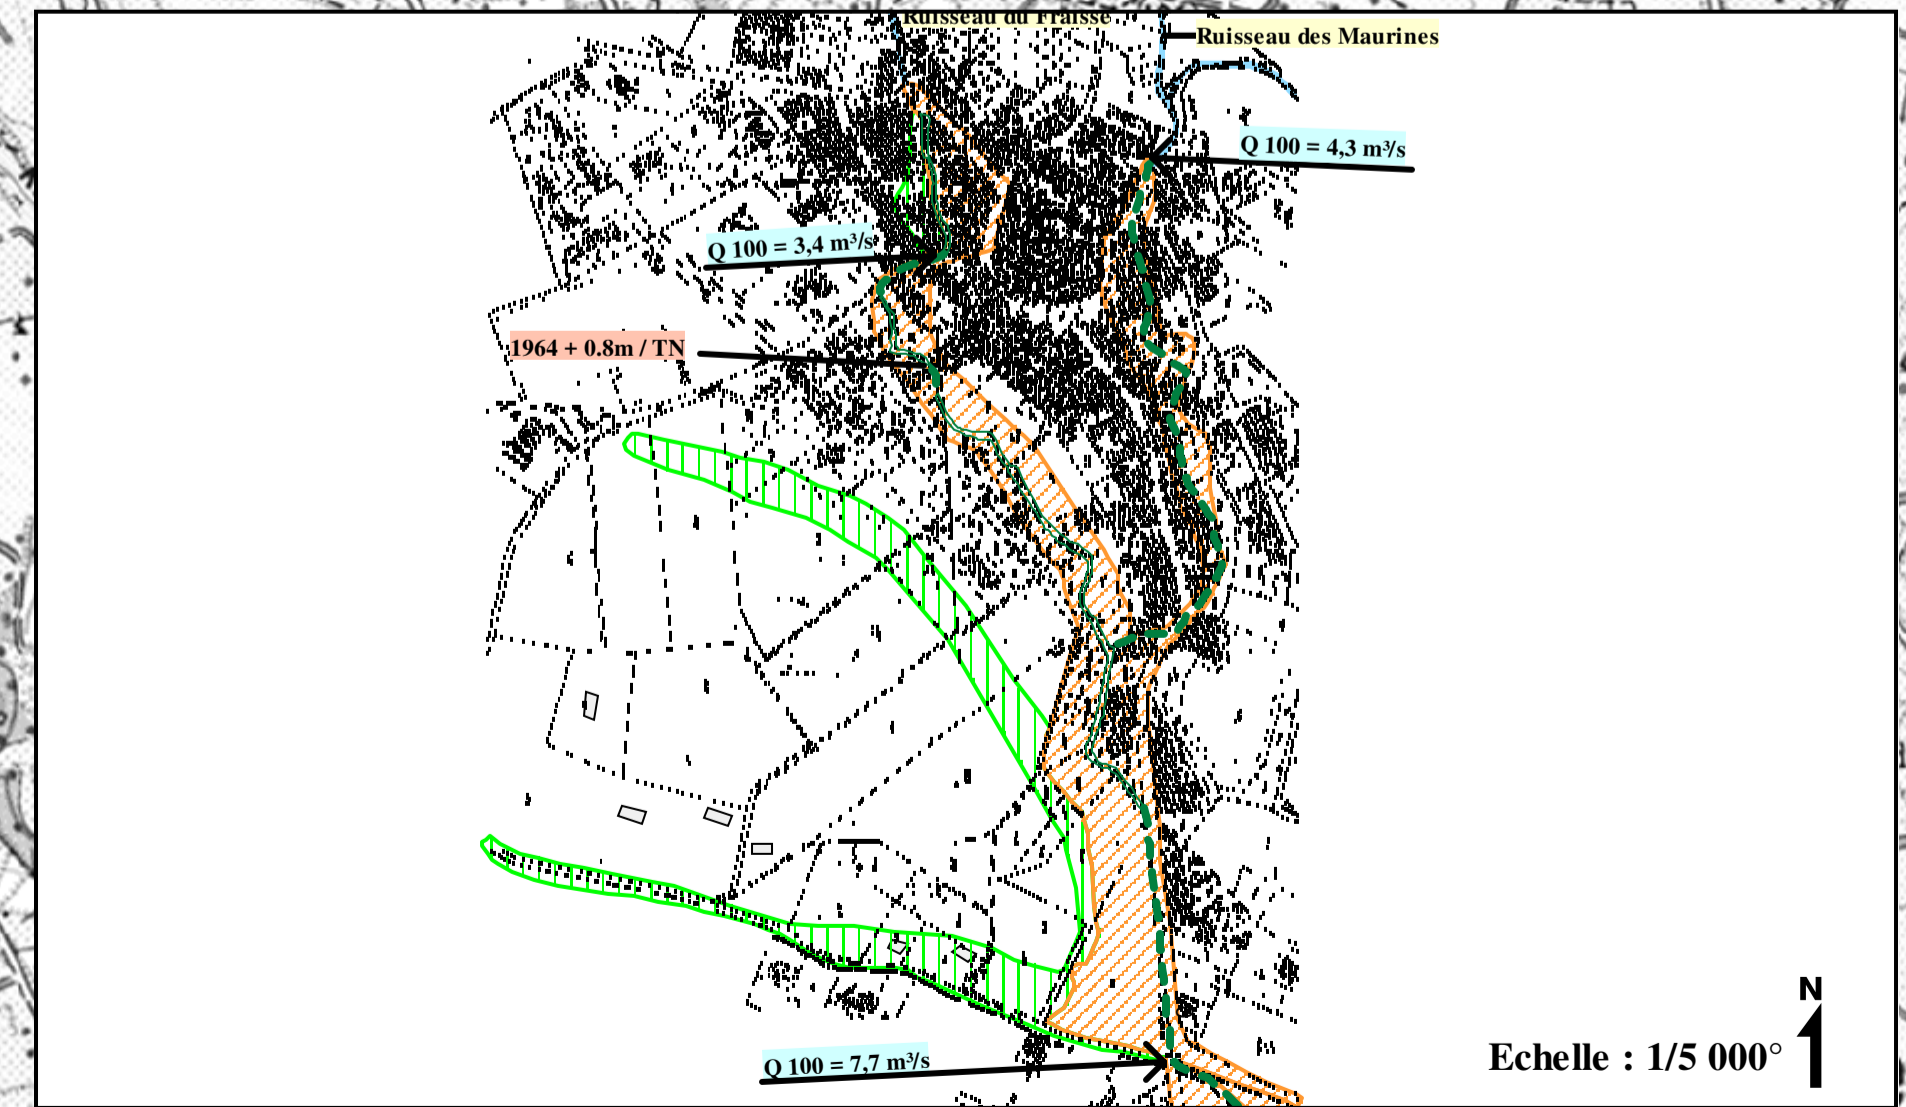 Ruisseau du Fraisse
Ruisseau des Maurines
Q 100 = 4,3 m³/s
Q 100 = 3,4 m³/s
1964 + 0.8m / TN
Q 100 = 7,7 m³/s
N
Echelle : 1/5 000°